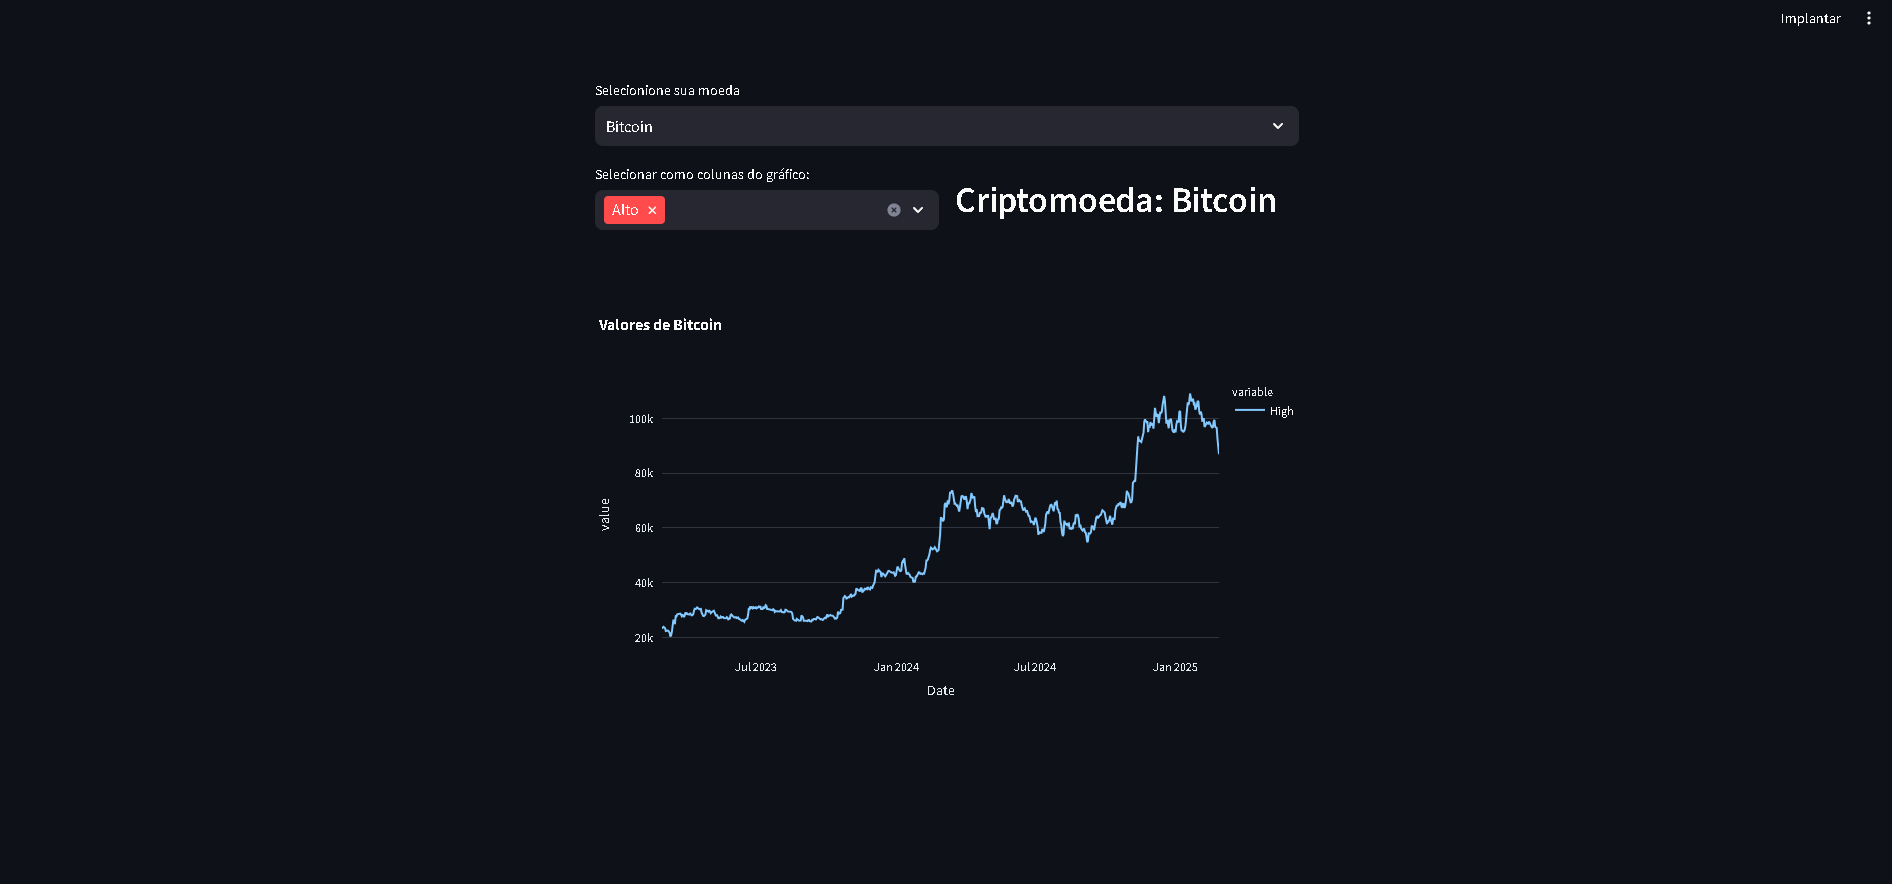 Implantar
Selecionione sua moeda
Bitcoin
Selecionar como colunas do gráfico:
Alto
Criptomoeda: Bitcoin
Valores de Bitcoin
variable
High
100k
80k
60k
40k
20k
value
Jul 2023
Jan 2024
Jul 2024
Jan 2025
Date